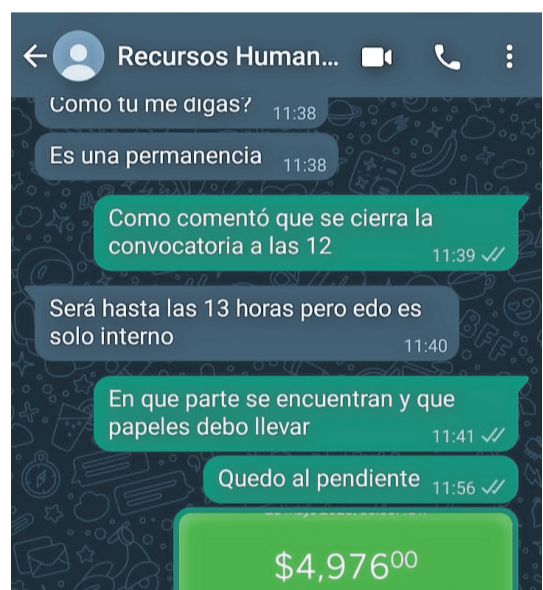 Recursos Human...
Como tu me digas?
11:38
Es una permanencia
11:38
Como comentó que se cierra la
convocatoria a las 12
11:39
Será hasta las 13 horas pero edo es
solo interno
11:40
En que parte se encuentran y que
papeles debo llevar
11:41
Quedo al pendiente
11:56
$4,97600